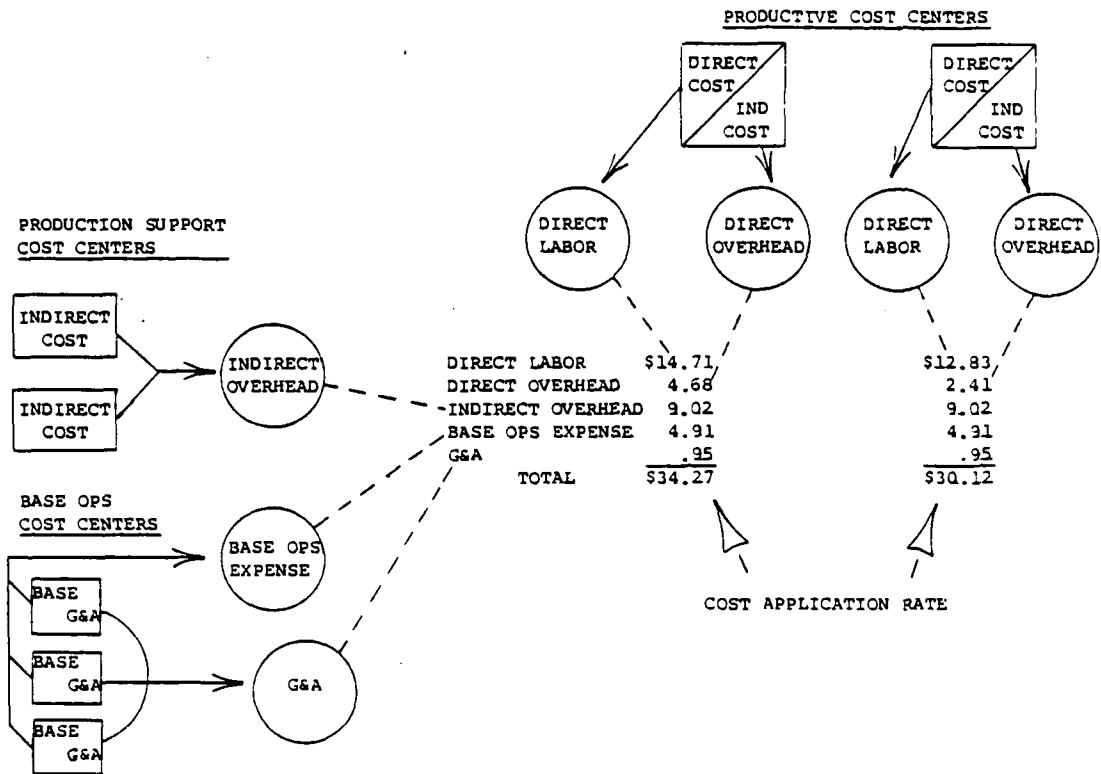 PRODUCTIVE COST CENTERS
DIRECT
COST
IND
COST
DIRECT
COST
IND
COST
DIRECT
LABOR
DIRECT
OVERHEAD
DIRECT
LABOR
DIRECT
OVERHEAD
PRODUCTION SUPPORT
COST CENTERS
INDIRECT
COST
INDIRECT
COST
INDIRECT
OVERHEAD
DIRECT LABOR $14.71 $12.83
DIRECT OVERHEAD 4.68 2.41
INDIRECT OVERHEAD 9.02 9.02
BASE OPS EXPENSE 4.91 4.91
G&A .95 .95
TOTAL $34.27 $30.12
BASE OPS
COST CENTERS
BASE OPS
EXPENSE
BASE
G&A
BASE
G&A
BASE
G&A
G&A
COST APPLICATION RATE